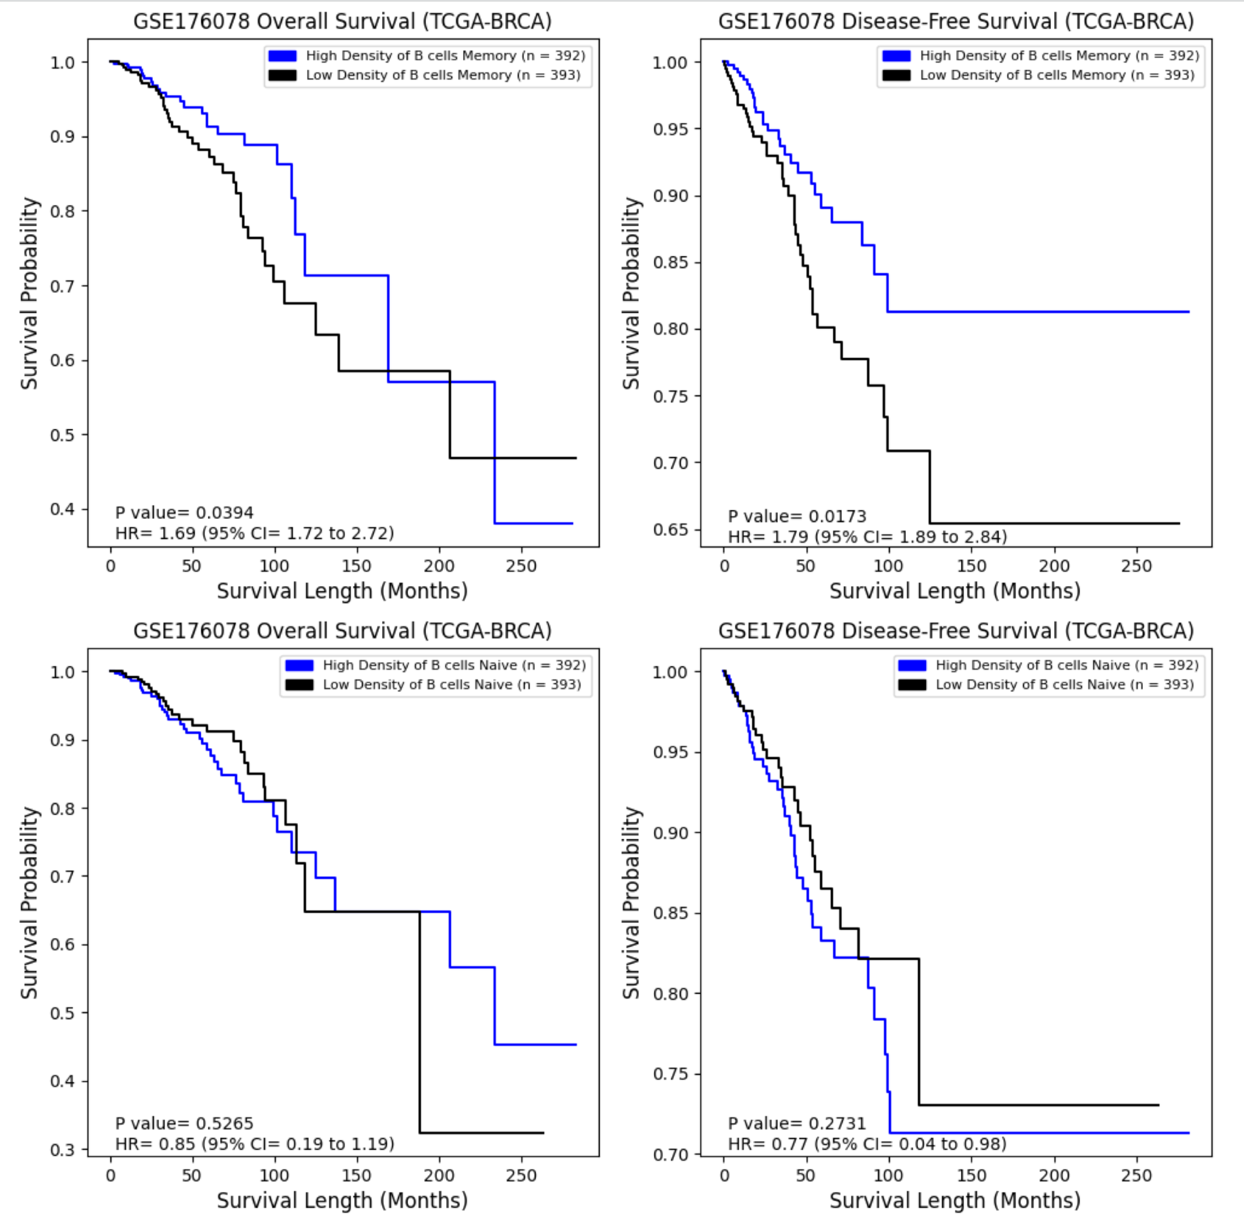 GSE176078 Overall Survival (TCGA-BRCA)
High Density of B cells Memory (n = 392)
Low Density of B cells Memory (n = 393)
1.0
0.9
0.8
0.7
0.6
0.5
0.4
Survival Probability
P value= 0.0394
HR= 1.69 (95% CI= 1.72 to 2.72)
0 50 100 150 200 250
Survival Length (Months)
GSE176078 Disease-Free Survival (TCGA-BRCA)
High Density of B cells Memory (n = 392)
Low Density of B cells Memory (n = 393)
1.00
0.95
0.90
0.85
0.80
0.75
0.70
0.65
Survival Probability
P value= 0.0173
HR= 1.79 (95% CI= 1.89 to 2.84)
0 50 100 150 200 250
Survival Length (Months)
GSE176078 Overall Survival (TCGA-BRCA)
High Density of B cells Naive (n = 392)
Low Density of B cells Naive (n = 393)
1.0
0.9
0.8
0.7
0.6
0.5
0.4
0.3
Survival Probability
P value= 0.5265
HR= 0.85 (95% CI= 0.19 to 1.19)
0 50 100 150 200 250
Survival Length (Months)
GSE176078 Disease-Free Survival (TCGA-BRCA)
High Density of B cells Naive (n = 392)
Low Density of B cells Naive (n = 393)
1.00
0.95
0.90
0.85
0.80
0.75
0.70
Survival Probability
P value= 0.2731
HR= 0.77 (95% CI= 0.04 to 0.98)
0 50 100 150 200 250
Survival Length (Months)